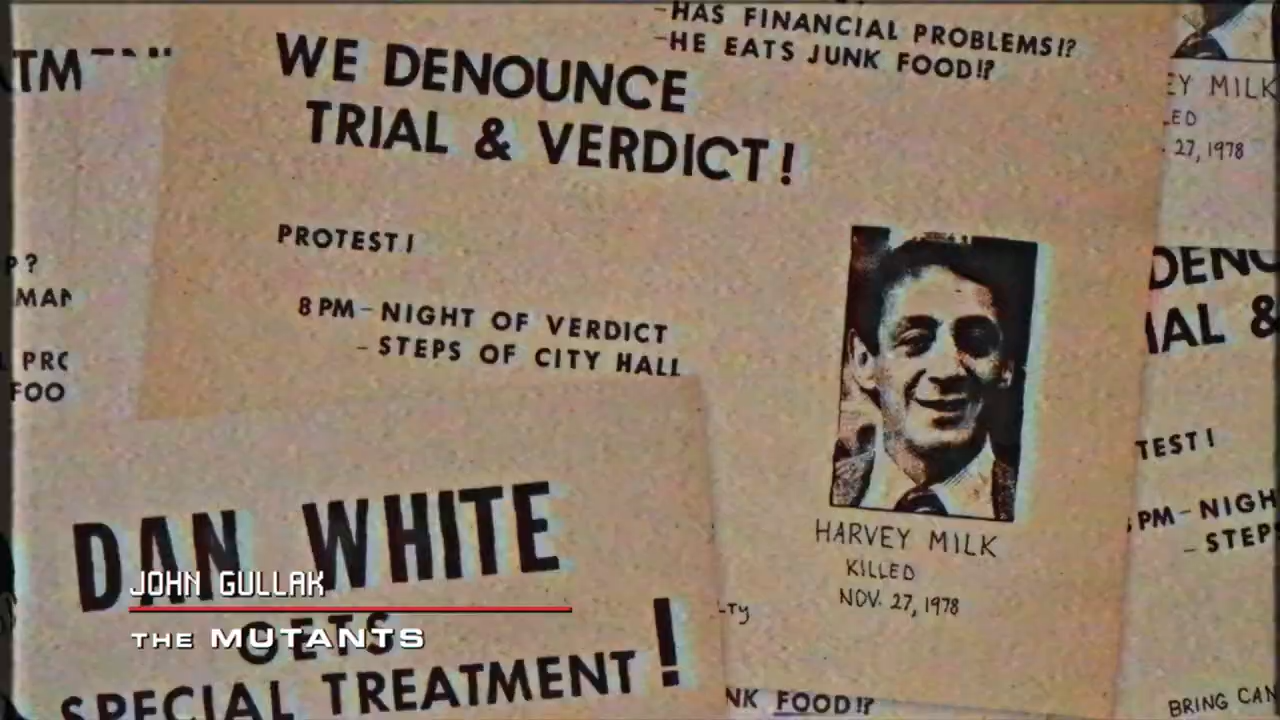 -HAS FINANCIAL PROBLEMS!?
-HE EATS JUNK FOOD!?
WE DENOUNCE
TRIAL & VERDICT!
PROTEST!
8 PM - NIGHT OF VERDICT
- STEPS OF CITY HALL
HARVEY MILK
KILLED
NOV. 27, 1978
DAN WHITE
GETS
SPECIAL TREATMENT!
JOHN GULLAK
THE MUTANTS
MILK
27, 1978
TEST!
PM - NIGH
- STEP
FOOD!?
BRING CAN